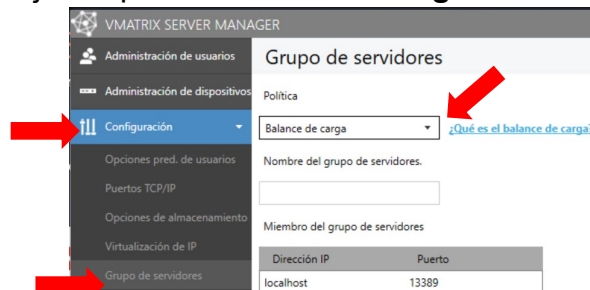 VMATRIX SERVER MANAGER
Administración de usuarios
Administración de dispositivos
Configuración
Opciones pred. de usuarios
Puertos TCP/IP
Opciones de almacenamiento
Virtualización de IP
Grupo de servidores
Grupo de servidores
Política
Balance de carga
¿Qué es el balance de carga?
Nombre del grupo de servidores.
Miembro del grupo de servidores
Dirección IP Puerto
localhost 13389